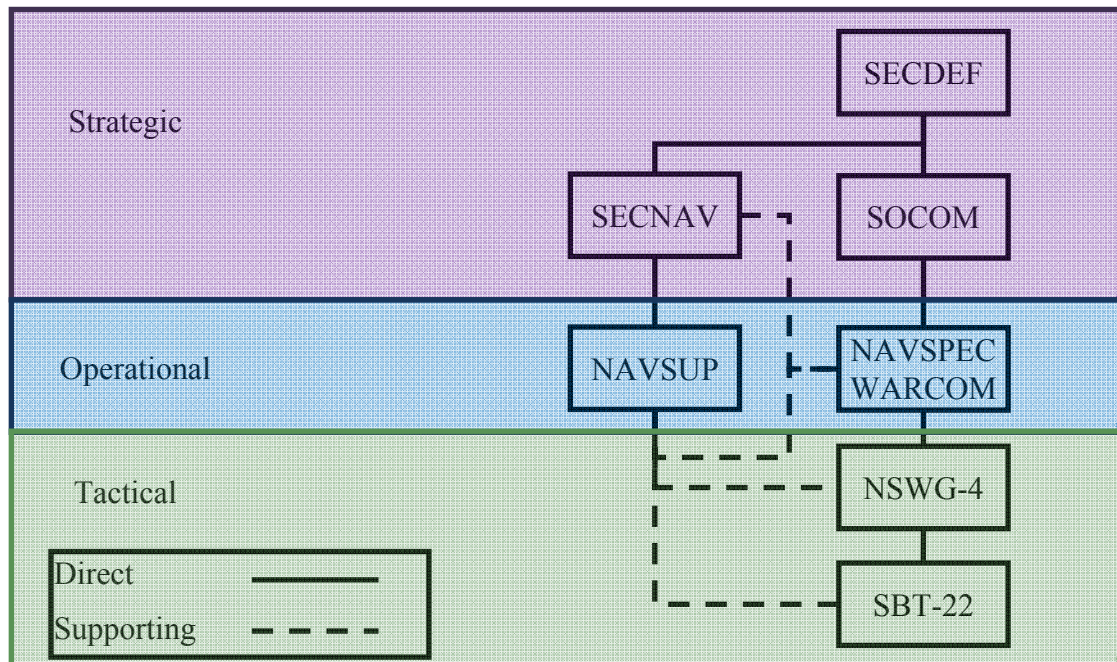 SECDEF
Strategic
SECNAV
SOCOM
Operational
NAVSUP
NAVSPEC
WARCOM
Tactical
NSWG-4
Direct
SBT-22
Supporting